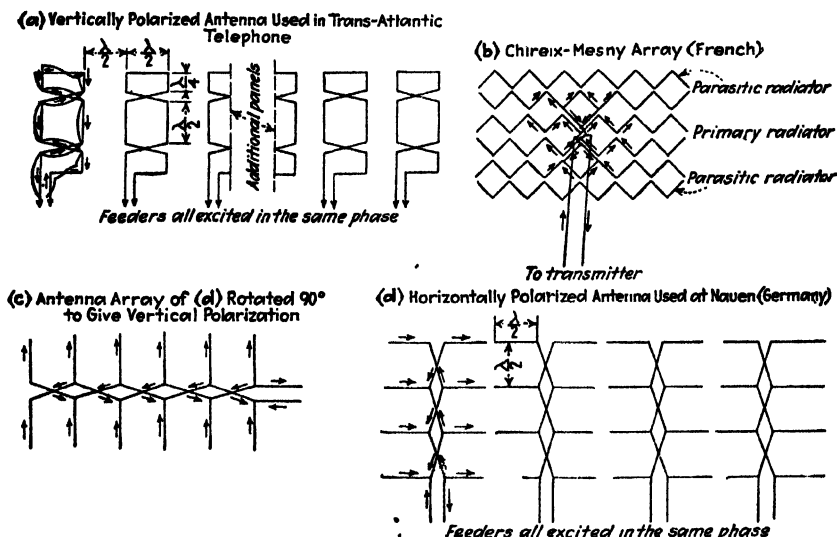 (a) Vertically Polarized Antenna Used in Trans-Atlantic
Telephone
λ/2 λ/2
λ/4
λ/2
Additional panels
Feeders all excited in the same phase
(b) Chireix-Mesny Array (French)
Parasitic radiator
Primary radiator
Parasitic radiator
To transmitter
(c) Antenna Array of (d) Rotated 90°
to Give Vertical Polarization
(d) Horizontally Polarized Antenna Used at Nauen (Germany)
λ/2
λ/2
Feeders all excited in the same phase